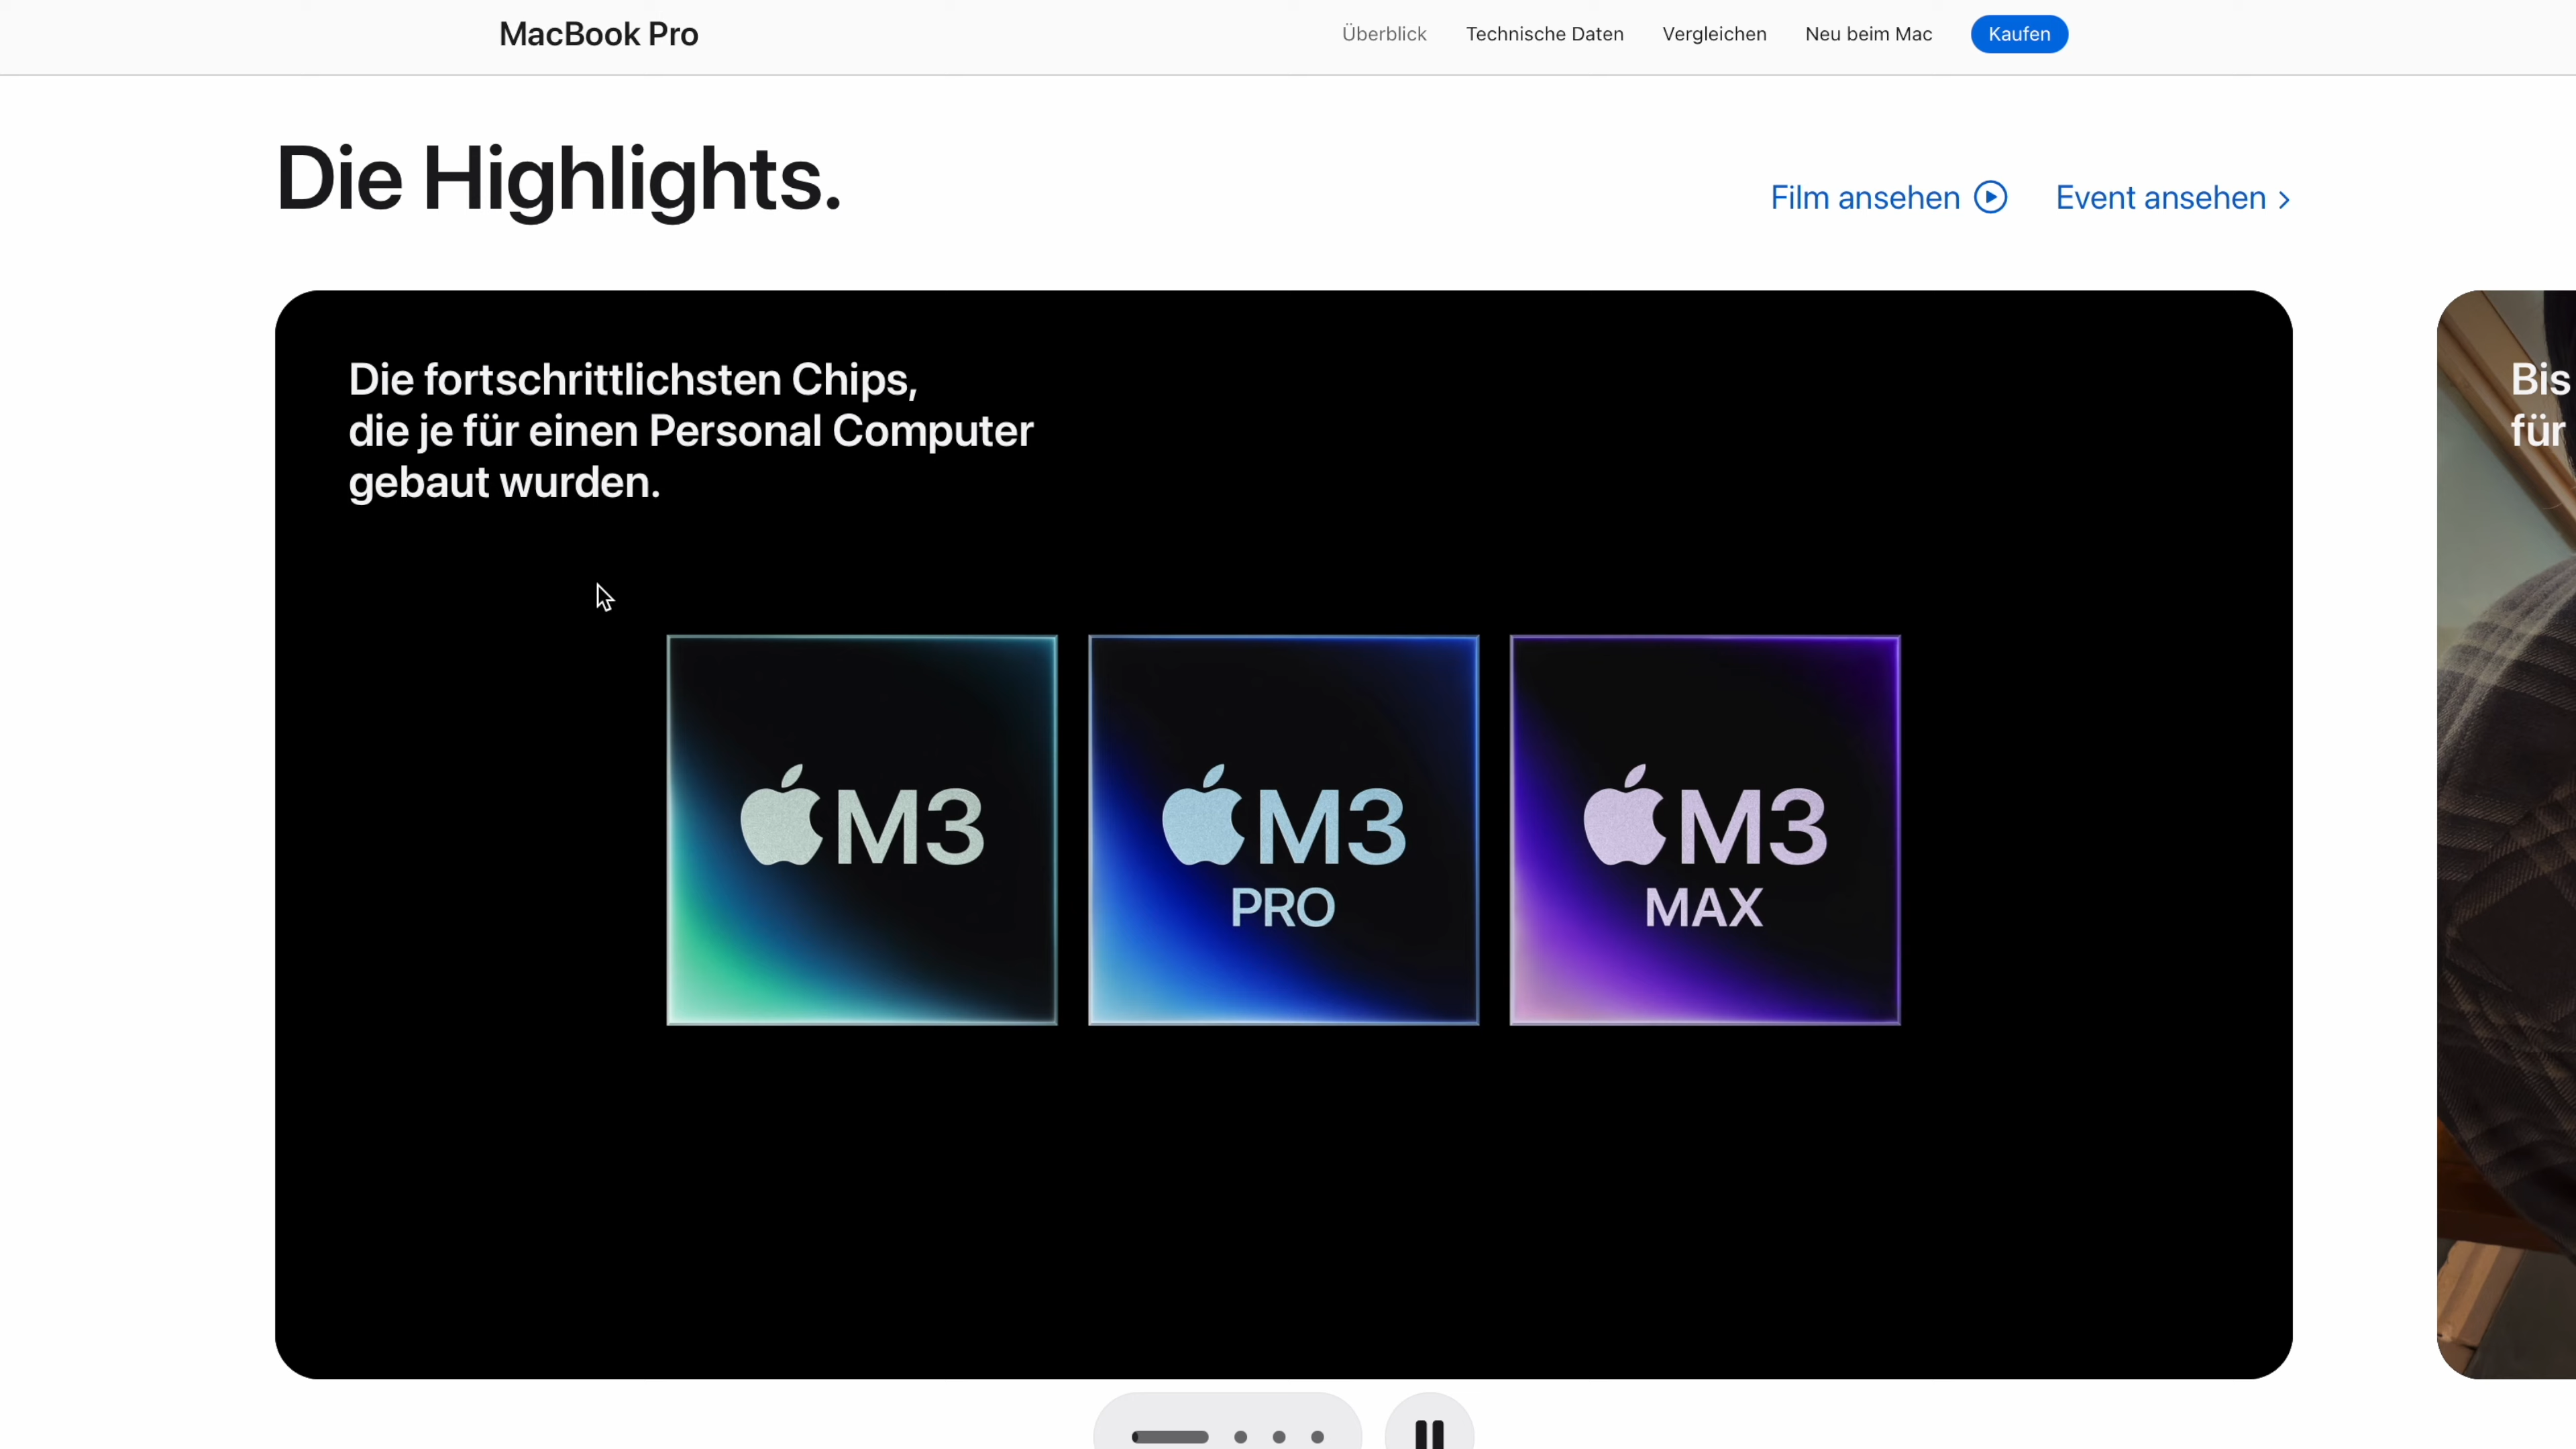 MacBook Pro
Überblick
Technische Daten
Vergleichen
Neu beim Mac
Kaufen
Die Highlights.
Film ansehen
Event ansehen
Die fortschrittlichsten Chips,
die je für einen Personal Computer
gebaut wurden.
Bis
für
M3
M3
PRO
M3
MAX